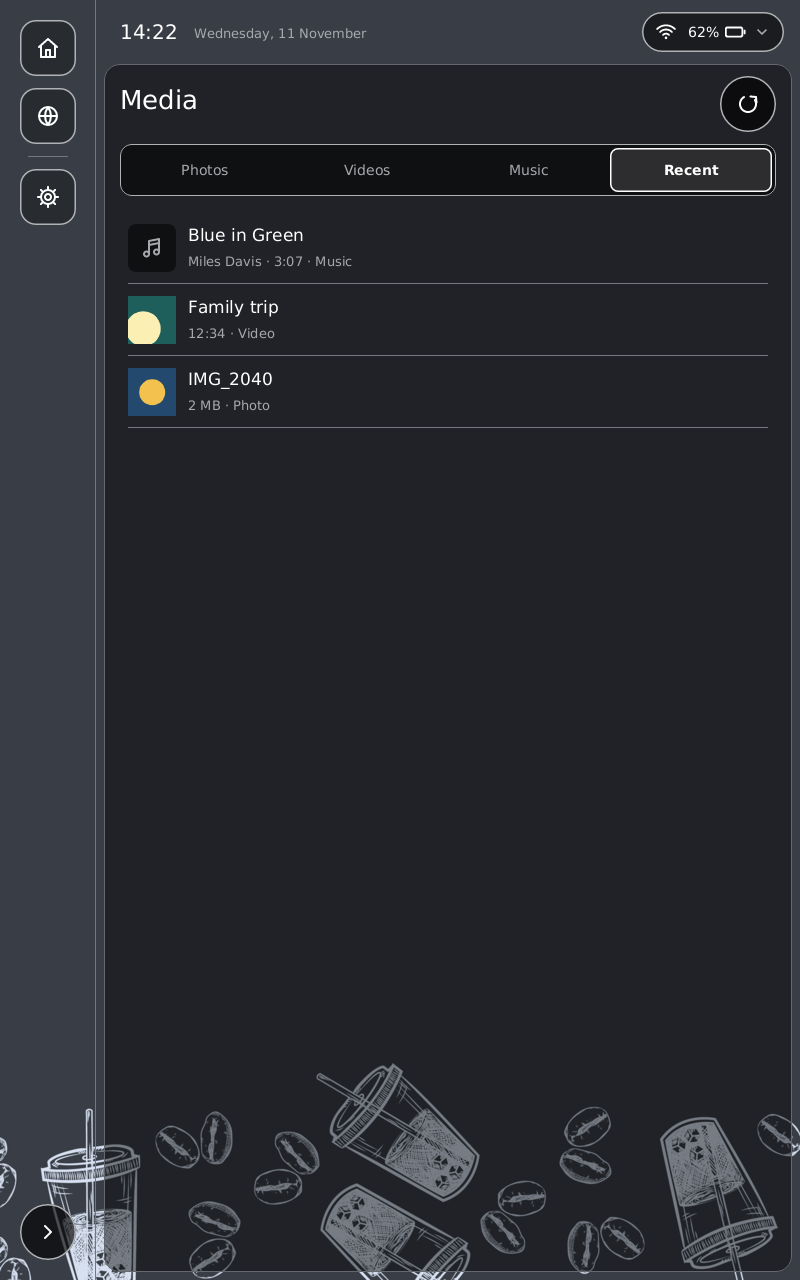 14:22 Wednesday, 11 November 62%
Media
Photos Videos Music Recent
Blue in Green
Miles Davis · 3:07 · Music
Family trip
12:34 · Video
IMG_2040
2 MB · Photo